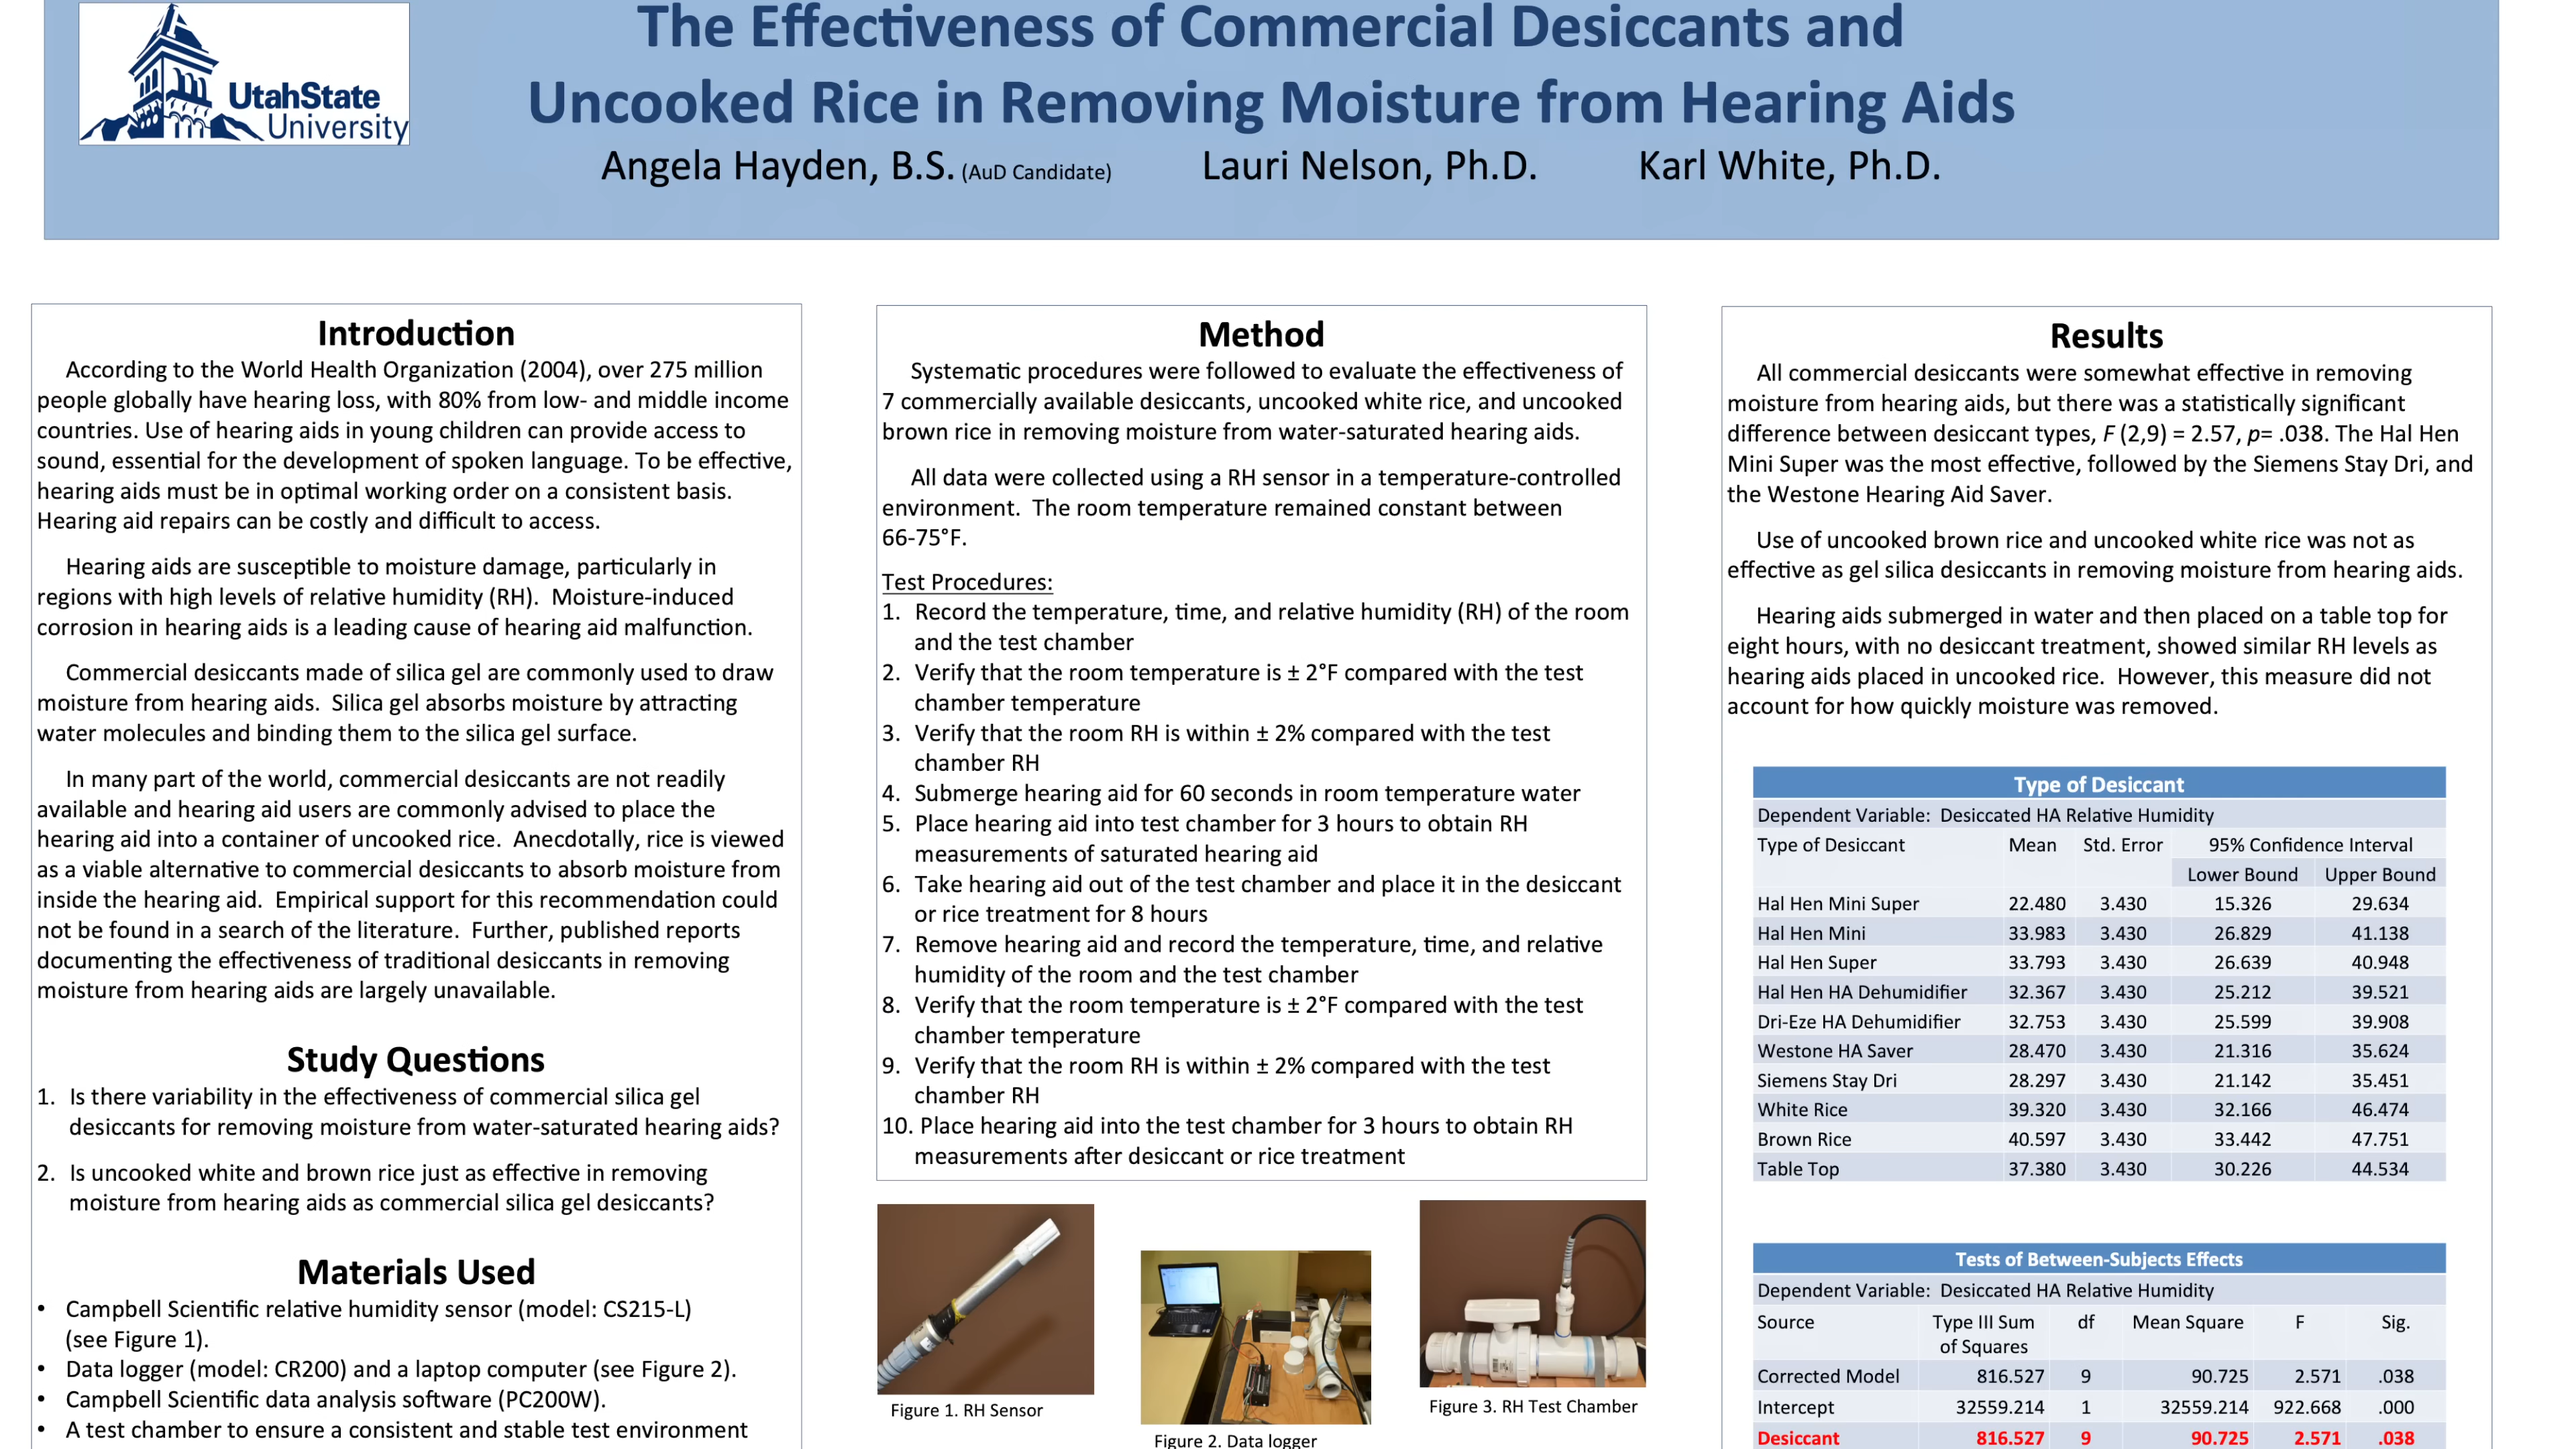 UtahState
University
The Effectiveness of Commercial Desiccants and
Uncooked Rice in Removing Moisture from Hearing Aids
Angela Hayden, B.S. (AuD Candidate) Lauri Nelson, Ph.D. Karl White, Ph.D.
Introduction
According to the World Health Organization (2004), over 275 million
people globally have hearing loss, with 80% from low- and middle income
countries. Use of hearing aids in young children can provide access to
sound, essential for the development of spoken language. To be effective,
hearing aids must be in optimal working order on a consistent basis.
Hearing aid repairs can be costly and difficult to access.
Hearing aids are susceptible to moisture damage, particularly in
regions with high levels of relative humidity (RH). Moisture-induced
corrosion in hearing aids is a leading cause of hearing aid malfunction.
Commercial desiccants made of silica gel are commonly used to draw
moisture from hearing aids. Silica gel absorbs moisture by attracting
water molecules and binding them to the silica gel surface.
In many part of the world, commercial desiccants are not readily
available and hearing aid users are commonly advised to place the
hearing aid into a container of uncooked rice. Anecdotally, rice is viewed
as a viable alternative to commercial desiccants to absorb moisture from
inside the hearing aid. Empirical support for this recommendation could
not be found in a search of the literature. Further, published reports
documenting the effectiveness of traditional desiccants in removing
moisture from hearing aids are largely unavailable.
Study Questions
1. Is there variability in the effectiveness of commercial silica gel
desiccants for removing moisture from water-saturated hearing aids?
2. Is uncooked white and brown rice just as effective in removing
moisture from hearing aids as commercial silica gel desiccants?
Materials Used
• Campbell Scientific relative humidity sensor (model: CS215-L)
(see Figure 1).
• Data logger (model: CR200) and a laptop computer (see Figure 2).
• Campbell Scientific data analysis software (PC200W).
• A test chamber to ensure a consistent and stable test environment
Method
Systematic procedures were followed to evaluate the effectiveness of
7 commercially available desiccants, uncooked white rice, and uncooked
brown rice in removing moisture from water-saturated hearing aids.
All data were collected using a RH sensor in a temperature-controlled
environment. The room temperature remained constant between
66-75°F.
Test Procedures:
1. Record the temperature, time, and relative humidity (RH) of the room
and the test chamber
2. Verify that the room temperature is ± 2°F compared with the test
chamber temperature
3. Verify that the room RH is within ± 2% compared with the test
chamber RH
4. Submerge hearing aid for 60 seconds in room temperature water
5. Place hearing aid into test chamber for 3 hours to obtain RH
measurements of saturated hearing aid
6. Take hearing aid out of the test chamber and place it in the desiccant
or rice treatment for 8 hours
7. Remove hearing aid and record the temperature, time, and relative
humidity of the room and the test chamber
8. Verify that the room temperature is ± 2°F compared with the test
chamber temperature
9. Verify that the room RH is within ± 2% compared with the test
chamber RH
10. Place hearing aid into the test chamber for 3 hours to obtain RH
measurements after desiccant or rice treatment
Figure 1. RH Sensor
Figure 2. Data logger
Figure 3. RH Test Chamber
Results
All commercial desiccants were somewhat effective in removing
moisture from hearing aids, but there was a statistically significant
difference between desiccant types, F (2,9) = 2.57, p= .038. The Hal Hen
Mini Super was the most effective, followed by the Siemens Stay Dri, and
the Westone Hearing Aid Saver.
Use of uncooked brown rice and uncooked white rice was not as
effective as gel silica desiccants in removing moisture from hearing aids.
Hearing aids submerged in water and then placed on a table top for
eight hours, with no desiccant treatment, showed similar RH levels as
hearing aids placed in uncooked rice. However, this measure did not
account for how quickly moisture was removed.
Type of Desiccant
Dependent Variable: Desiccated HA Relative Humidity
Type of Desiccant Mean Std. Error 95% Confidence Interval
Lower Bound Upper Bound
Hal Hen Mini Super 22.480 3.430 15.326 29.634
Hal Hen Mini 33.983 3.430 26.829 41.138
Hal Hen Super 33.793 3.430 26.639 40.948
Hal Hen HA Dehumidifier 32.367 3.430 25.212 39.521
Dri-Eze HA Dehumidifier 32.753 3.430 25.599 39.908
Westone HA Saver 28.470 3.430 21.316 35.624
Siemens Stay Dri 28.297 3.430 21.142 35.451
White Rice 39.320 3.430 32.166 46.474
Brown Rice 40.597 3.430 33.442 47.751
Table Top 37.380 3.430 30.226 44.534
Tests of Between-Subjects Effects
Dependent Variable: Desiccated HA Relative Humidity
Source Type III Sum df Mean Square F Sig.
of Squares
Corrected Model 816.527 9 90.725 2.571 .038
Intercept 32559.214 1 32559.214 922.668 .000
Desiccant 816.527 9 90.725 2.571 .038